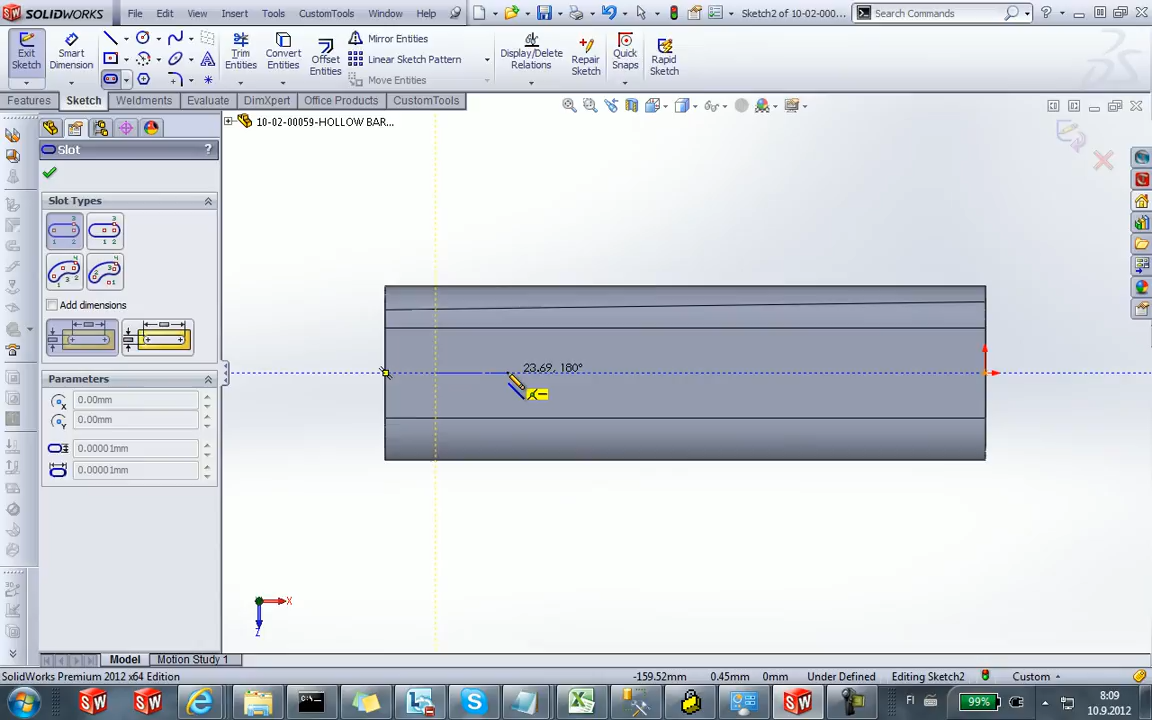 SOLIDWORKS File Edit View Insert Tools CustomTools Window Help Sketch2 of 10-02-000... Search Commands
Exit Sketch Smart Dimension Trim Entities Convert Entities Offset Entities Mirror Entities Linear Sketch Pattern Move Entities Display/Delete Relations Repair Sketch Quick Snaps Rapid Sketch
Features Sketch Weldments Evaluate DimXpert Office Products CustomTools
10-02-00059-HOLLOW BAR...
Slot ?
Slot Types
Add dimensions
Parameters
0.00mm
0.00mm
0.00001mm
0.00001mm
23.69, 180°
X
Z
Model Motion Study 1
SolidWorks Premium 2012 x64 Edition -159.52mm 0.45mm 0mm Under Defined Editing Sketch2 Custom
FI 99% 8:09
10.9.2012